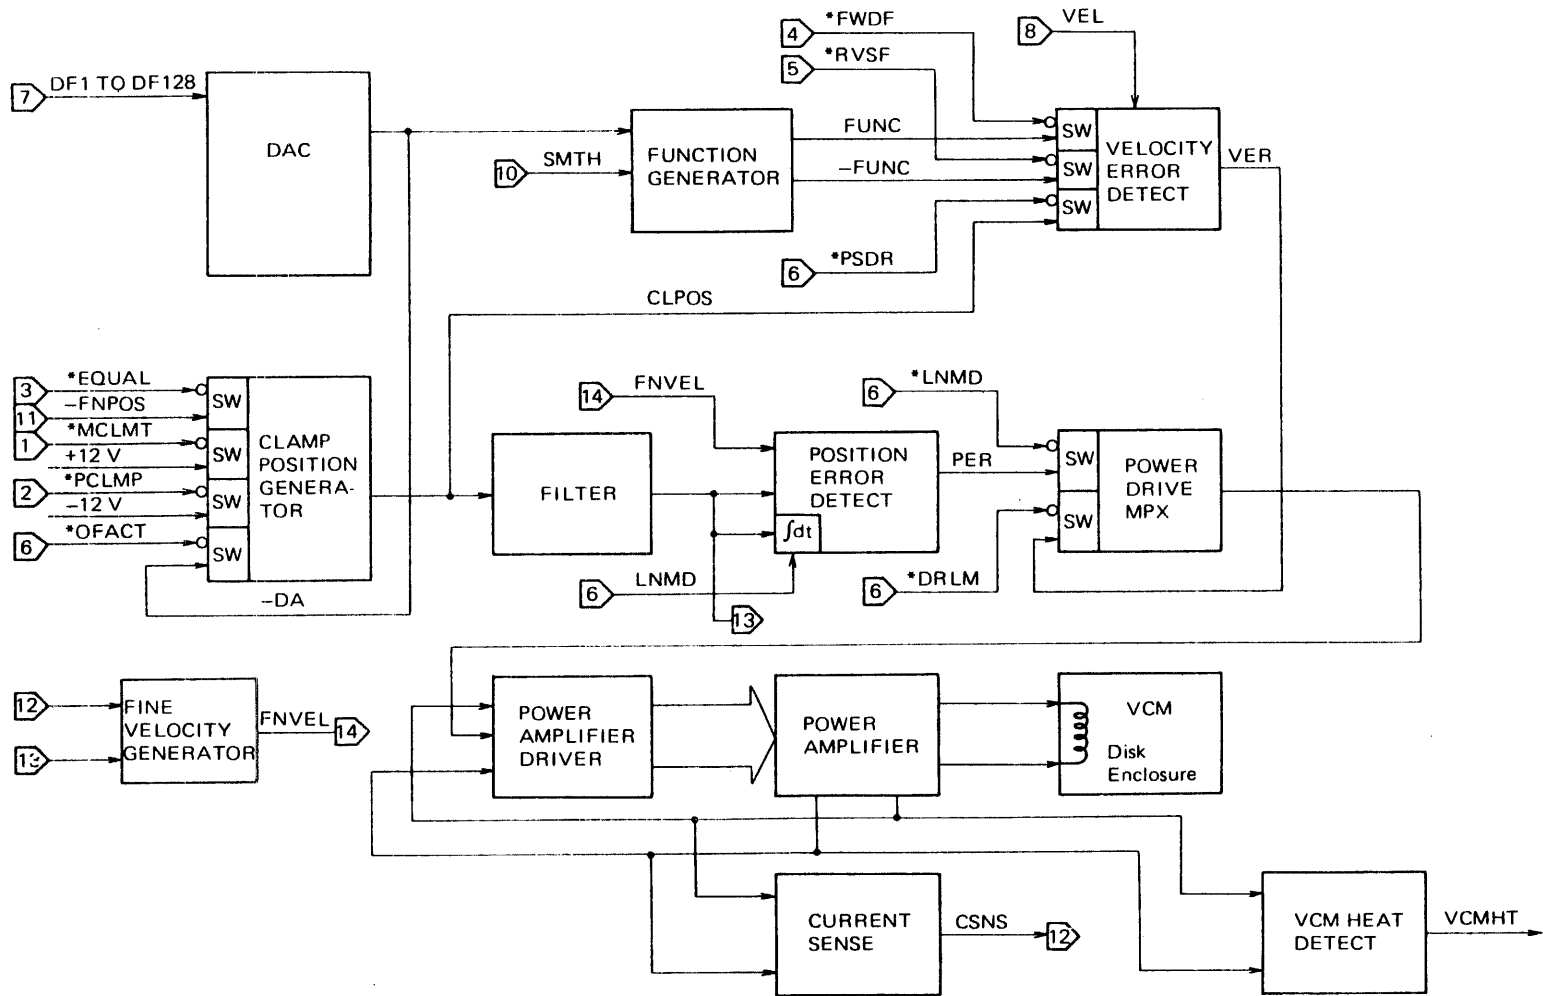 4 *FWDF
5 *RVSF
8 VEL
7 DF1 TO DF128
DAC
10 SMTH
FUNCTION
GENERATOR
FUNC
−FUNC
SW
SW
SW
VELOCITY
ERROR
DETECT
VER
6 *PSDR
CLPOS
3 *EQUAL
11 −FNPOS
1 *MCLMT
+12 V
2 *PCLMP
−12 V
6 *OFACT
SW
SW
SW
SW
CLAMP
POSITION
GENERA-
TOR
−DA
FILTER
14 FNVEL
POSITION
ERROR
DETECT
∫dt
6 LNMD
13
PER
6 *LNMD
6 *DRLM
SW
SW
POWER
DRIVE
MPX
12
13
FINE
VELOCITY
GENERATOR
FNVEL 14
POWER
AMPLIFIER
DRIVER
POWER
AMPLIFIER
VCM
Disk
Enclosure
CURRENT
SENSE
CSNS 12
VCM HEAT
DETECT
VCMHT